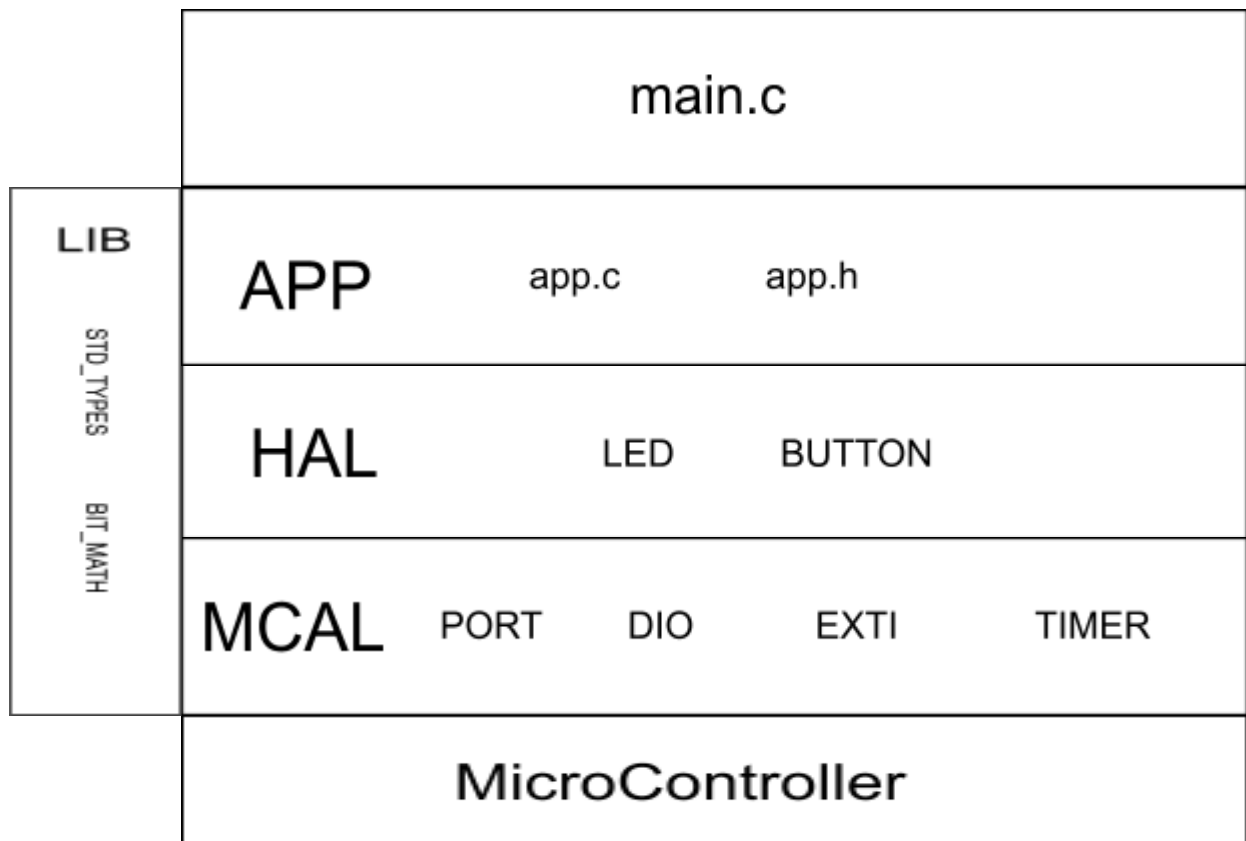 main.c
LIB
STD_TYPES
BIT_MATH
APP app.c app.h
HAL LED BUTTON
MCAL PORT DIO EXTI TIMER
MicroController